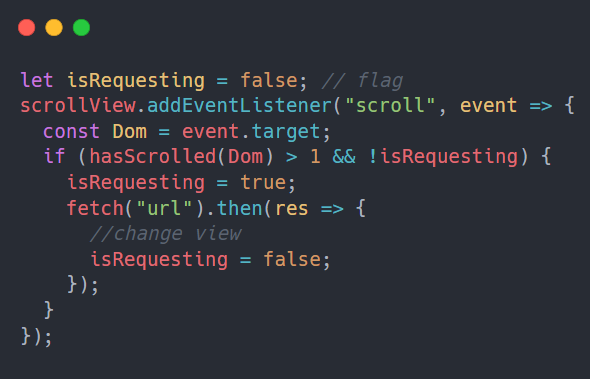 let isRequesting = false; // flag
scrollView.addEventListener("scroll", event => {
  const Dom = event.target;
  if (hasScrolled(Dom) > 1 && !isRequesting) {
    isRequesting = true;
    fetch("url").then(res => {
      //change view
      isRequesting = false;
    });
  }
});